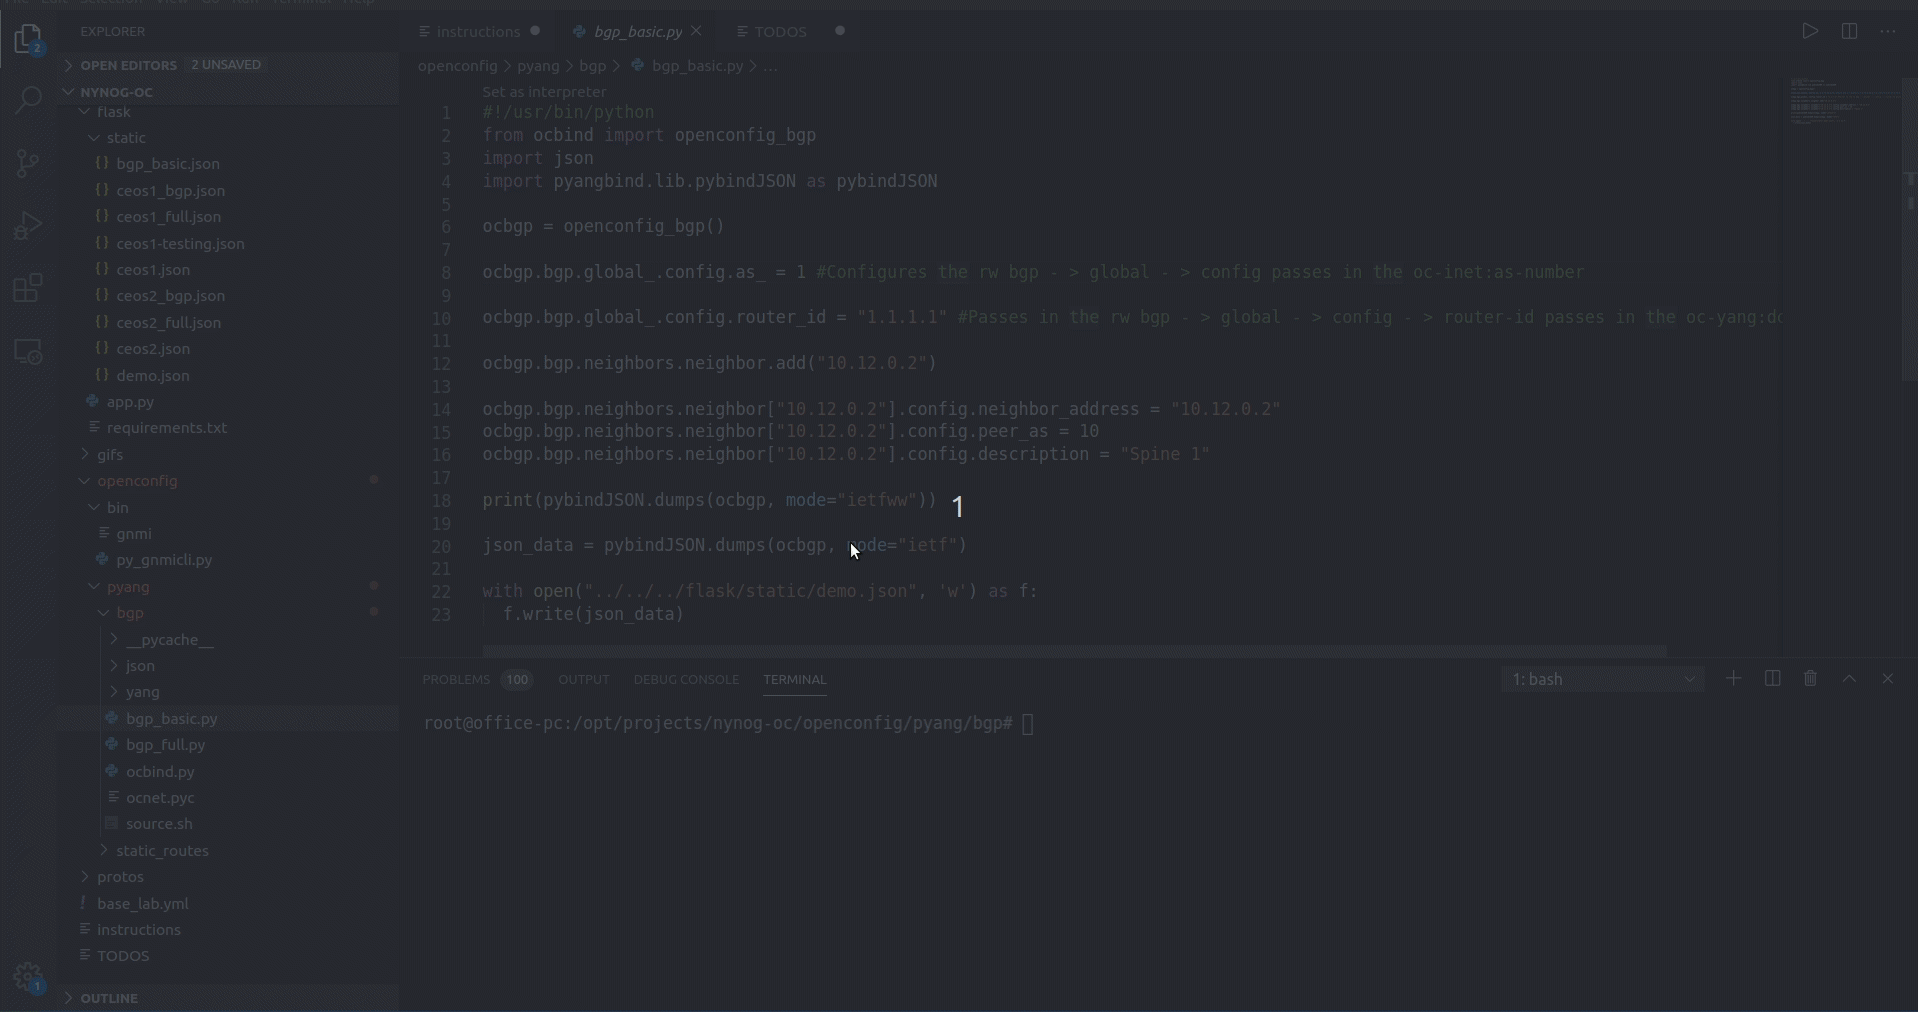 EXPLORER
instructions
bgp_basic.py
TODOS
2
OPEN EDITORS 2 UNSAVED
openconfig > pyang > bgp > bgp_basic.py > ...
NYNOG-OC
flask
static
bgp_basic.json
ceos1_bgp.json
ceos1_full.json
ceos1-testing.json
ceos1.json
ceos2_bgp.json
ceos2_full.json
ceos2.json
demo.json
app.py
requirements.txt
gifs
openconfig
bin
gnmi
py_gnmicli.py
pyang
bgp
__pycache__
json
yang
bgp_basic.py
bgp_full.py
ocbind.py
ocnet.pyc
source.sh
static_routes
protos
base_lab.yml
instructions
TODOS
1
OUTLINE
Set as interpreter
1 #!/usr/bin/python
2 from ocbind import openconfig_bgp
3 import json
4 import pyangbind.lib.pybindJSON as pybindJSON
5
6 ocbgp = openconfig_bgp()
7
8 ocbgp.bgp.global_.config.as_ = 1 #Configures the rw bgp - > global - > config passes in the oc-inet:as-number
9
10 ocbgp.bgp.global_.config.router_id = "1.1.1.1" #Passes in the rw bgp - > global - > config - > router-id passes in the oc-yang:do
11
12 ocbgp.bgp.neighbors.neighbor.add("10.12.0.2")
13
14 ocbgp.bgp.neighbors.neighbor["10.12.0.2"].config.neighbor_address = "10.12.0.2"
15 ocbgp.bgp.neighbors.neighbor["10.12.0.2"].config.peer_as = 10
16 ocbgp.bgp.neighbors.neighbor["10.12.0.2"].config.description = "Spine 1"
17
18 print(pybindJSON.dumps(ocbgp, mode="ietfww"))
1
19
20 json_data = pybindJSON.dumps(ocbgp, mode="ietf")
21
22 with open("../../../flask/static/demo.json", 'w') as f:
23 f.write(json_data)
PROBLEMS 100 OUTPUT DEBUG CONSOLE TERMINAL
1: bash
root@office-pc:/opt/projects/nynog-oc/openconfig/pyang/bgp#